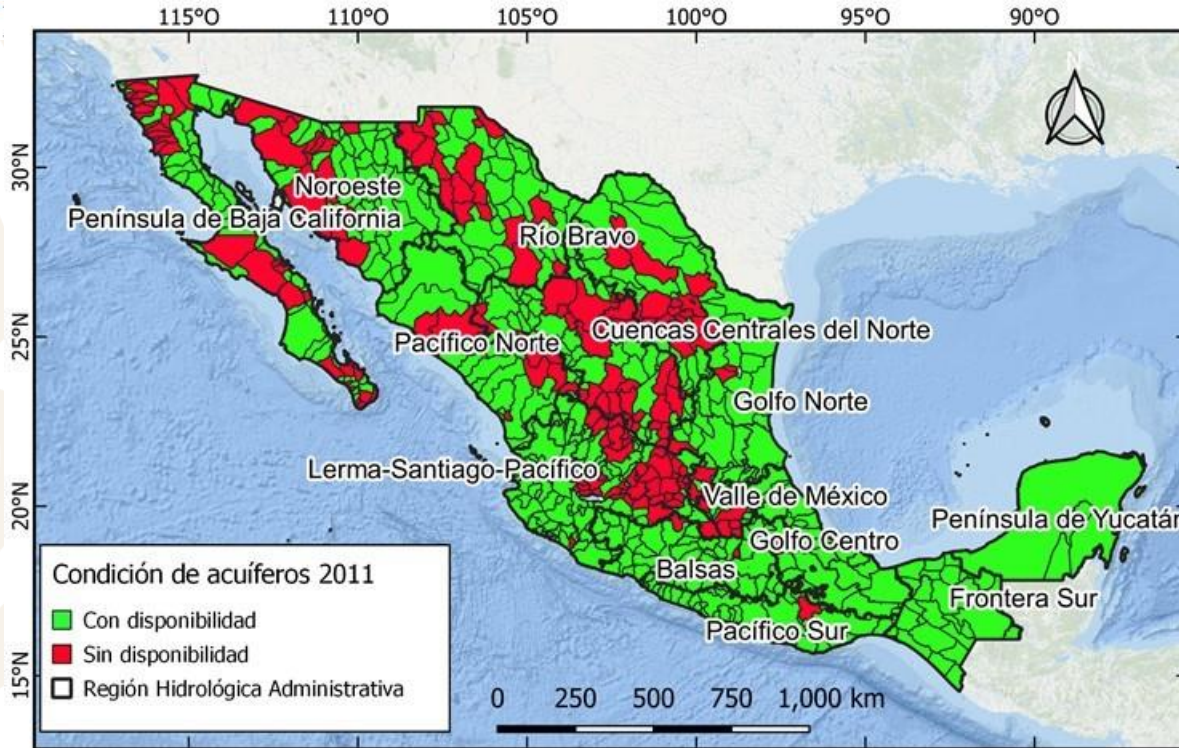 115°O
110°O
105°O
100°O
95°O
90°O
N
30°N
25°N
20°N
15°N
Noroeste
Península de Baja California
Río Bravo
Cuencas Centrales del Norte
Pacífico Norte
Golfo Norte
Lerma-Santiago-Pacífico
Valle de México
Península de Yucatán
Golfo Centro
Balsas
Frontera Sur
Pacífico Sur
Condición de acuíferos 2011
Con disponibilidad
Sin disponibilidad
Región Hidrológica Administrativa
0 250 500 750 1,000 km